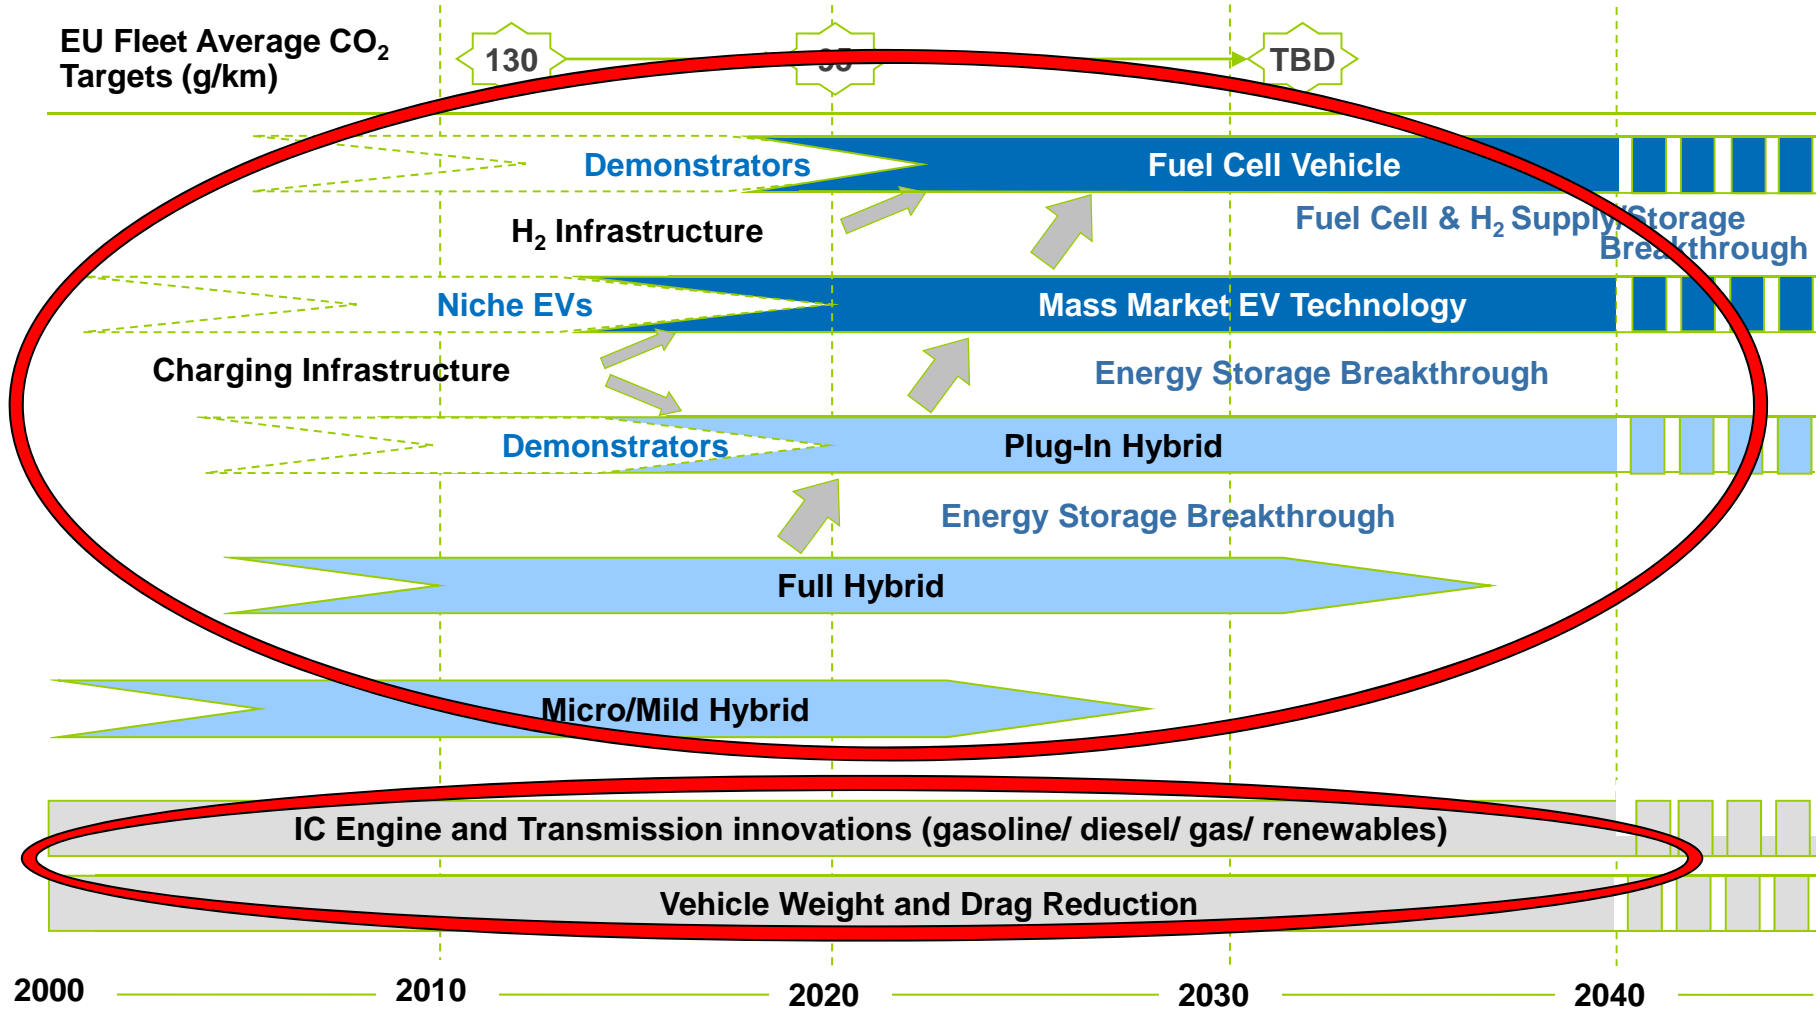 EU Fleet Average CO₂
Targets (g/km)
130
95
TBD
Demonstrators
Fuel Cell Vehicle
H₂ Infrastructure
Fuel Cell & H₂ Supply/Storage
Breakthrough
Niche EVs
Mass Market EV Technology
Charging Infrastructure
Energy Storage Breakthrough
Demonstrators
Plug-In Hybrid
Energy Storage Breakthrough
Full Hybrid
Micro/Mild Hybrid
IC Engine and Transmission innovations (gasoline/ diesel/ gas/ renewables)
Vehicle Weight and Drag Reduction
2000
2010
2020
2030
2040